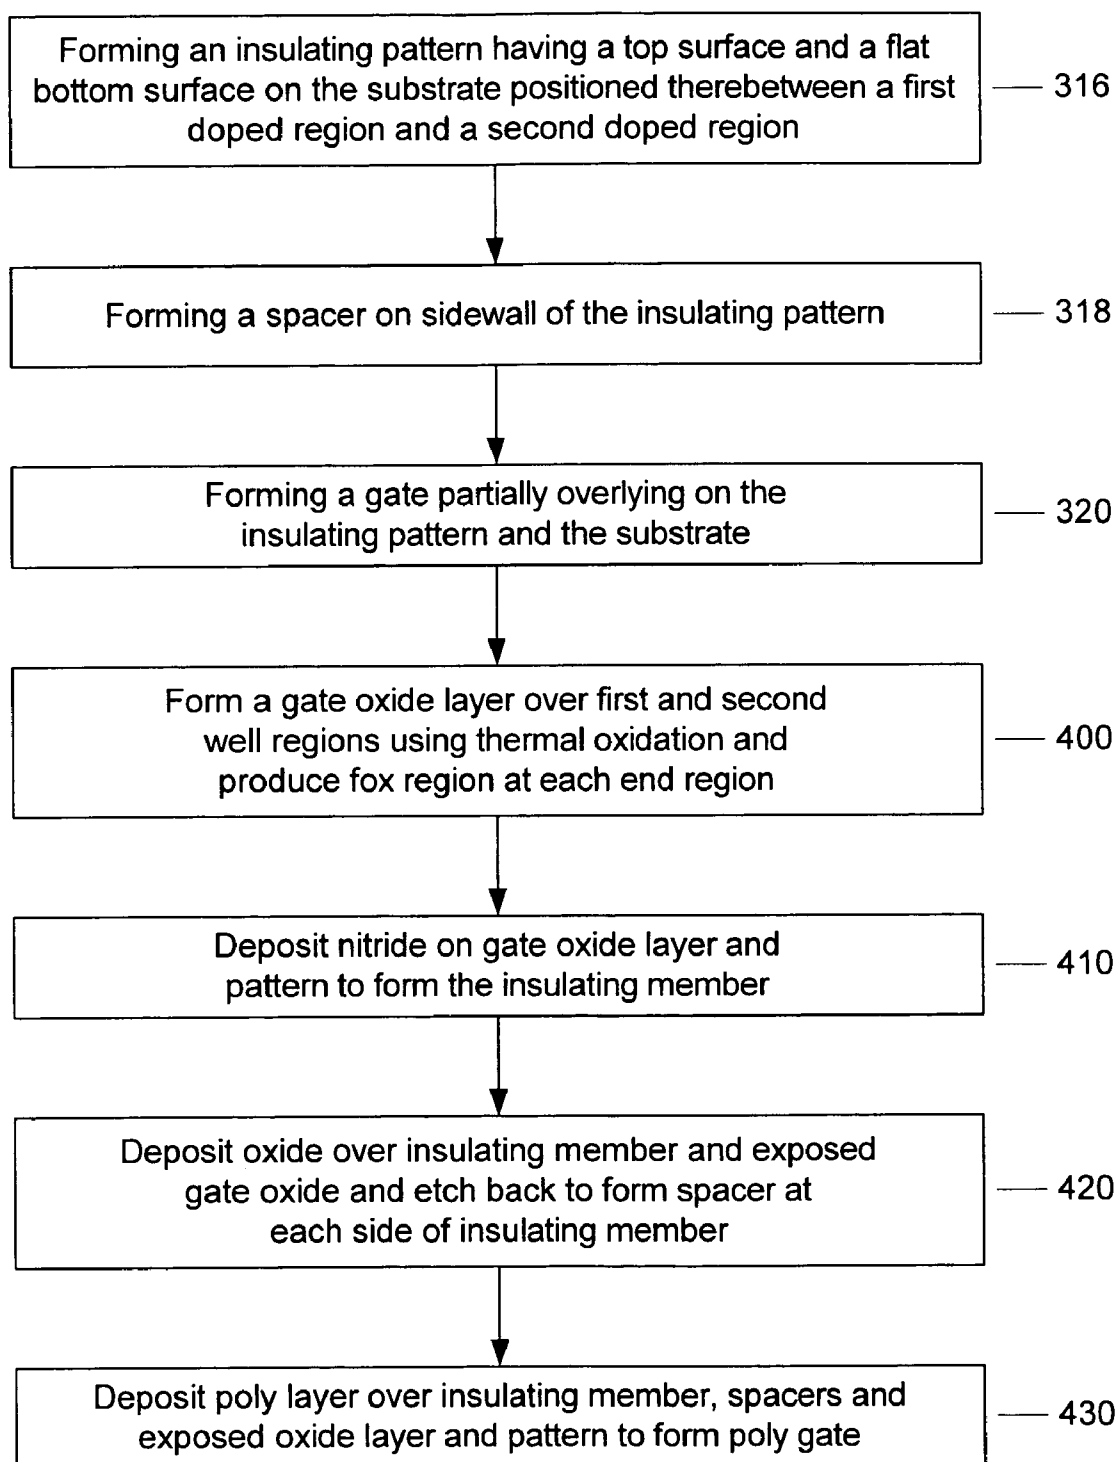 Forming an insulating pattern having a top surface and a flat
bottom surface on the substrate positioned therebetween a first
doped region and a second doped region
316
Forming a spacer on sidewall of the insulating pattern
318
Forming a gate partially overlying on the
insulating pattern and the substrate
320
Form a gate oxide layer over first and second
well regions using thermal oxidation and
produce fox region at each end region
400
Deposit nitride on gate oxide layer and
pattern to form the insulating member
410
Deposit oxide over insulating member and exposed
gate oxide and etch back to form spacer at
each side of insulating member
420
Deposit poly layer over insulating member, spacers and
exposed oxide layer and pattern to form poly gate
430